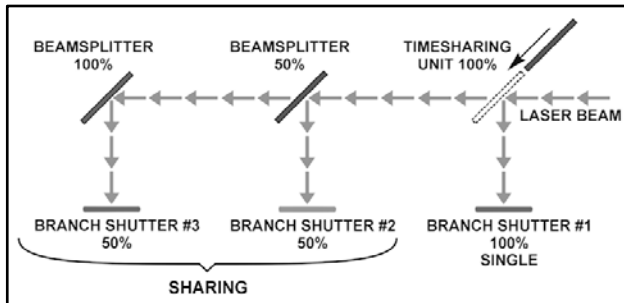 BEAMSPLITTER
100%
BEAMSPLITTER
50%
TIMESHARING
UNIT 100%
LASER BEAM
BRANCH SHUTTER #3
50%
BRANCH SHUTTER #2
50%
BRANCH SHUTTER #1
100%
SINGLE
SHARING